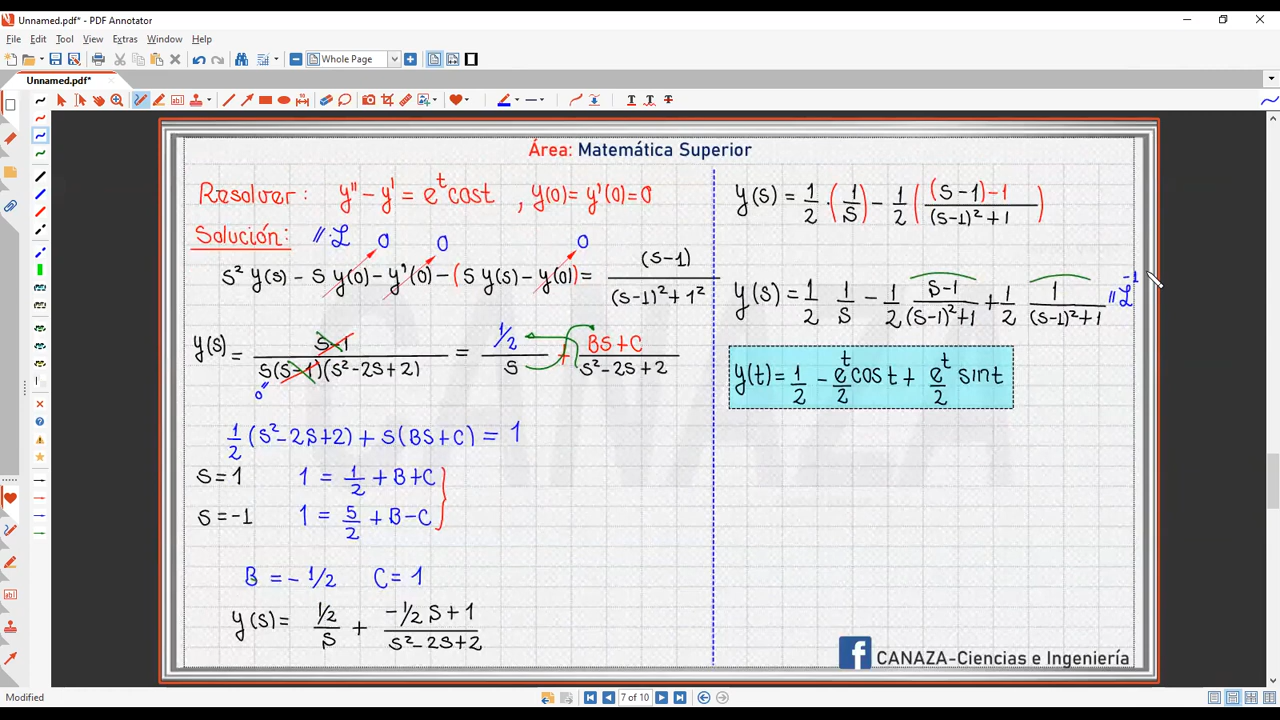 Unnamed.pdf* - PDF Annotator
File Edit Tool View Extras Window Help
Whole Page
Unnamed.pdf*
Área: Matemática Superior
Resolver: y'' - y' = e^t cos t , y(0) = y'(0) = 0
Solución: //·ℒ
0 0 0
s² y(s) - s y(0) - y'(0) - (s y(s) - y(0)) = (s-1)/((s-1)²+1²)
y(s) = (s-1)/(s(s-1)(s²-2s+2)) = (1/2)/s + (Bs+C)/(s²-2s+2)
0"
1/2 (s²-2s+2) + s(Bs+C) = 1
s=1 1 = 1/2 + B+C
s=-1 1 = 5/2 + B-C
B = -1/2 C = 1
y(s) = (1/2)/s + (-1/2 s + 1)/(s²-2s+2)
y(s) = 1/2 · (1/s) - 1/2 (((s-1)-1)/((s-1)²+1))
y(s) = 1/2 1/s - 1/2 (s-1)/((s-1)²+1) + 1/2 1/((s-1)²+1) //ℒ⁻¹
y(t) = 1/2 - e^t/2 cos t + e^t/2 sin t
CANAZA-Ciencias e Ingeniería
Modified
7 of 10